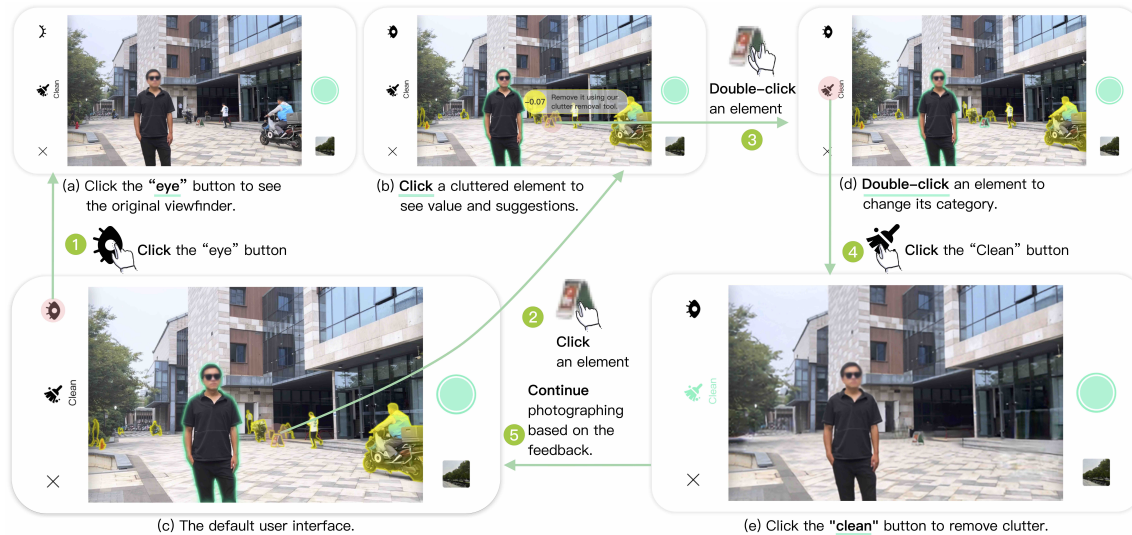 Clean
(a) Click the “eye” button to see
the original viewfinder.
Clean
-0.07
Remove it using our
clutter removal tool.
(b) Click a cluttered element to
see value and suggestions.
Double-click
an element
3
Clean
(d) Double-click an element to
change its category.
1
Click the “eye” button
4
Click the “Clean” button
2
Click
an element
Clean
(c) The default user interface.
Continue
photographing
5
based on the
feedback.
Clean
(e) Click the "clean" button to remove clutter.